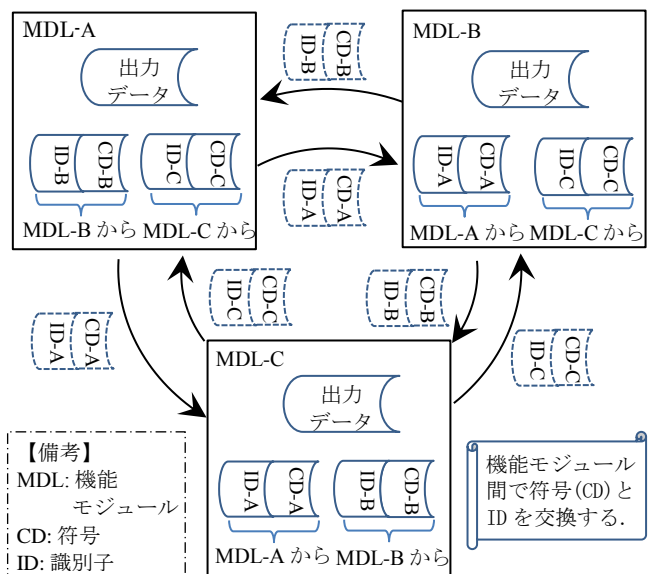 MDL-A
出力
データ
ID-B
CD-B
ID-C
CD-C
MDL-B から MDL-C から
ID-B
CD-B
ID-A
CD-A
MDL-B
出力
データ
ID-A
CD-A
ID-C
CD-C
MDL-A から MDL-C から
ID-A
CD-A
ID-C
CD-C
ID-B
CD-B
ID-C
CD-C
MDL-C
出力
データ
ID-A
CD-A
ID-B
CD-B
MDL-A から MDL-B から
【備考】
MDL: 機能
モジュール
CD: 符号
ID: 識別子
機能モジュール
間で符号(CD)と
ID を交換する.